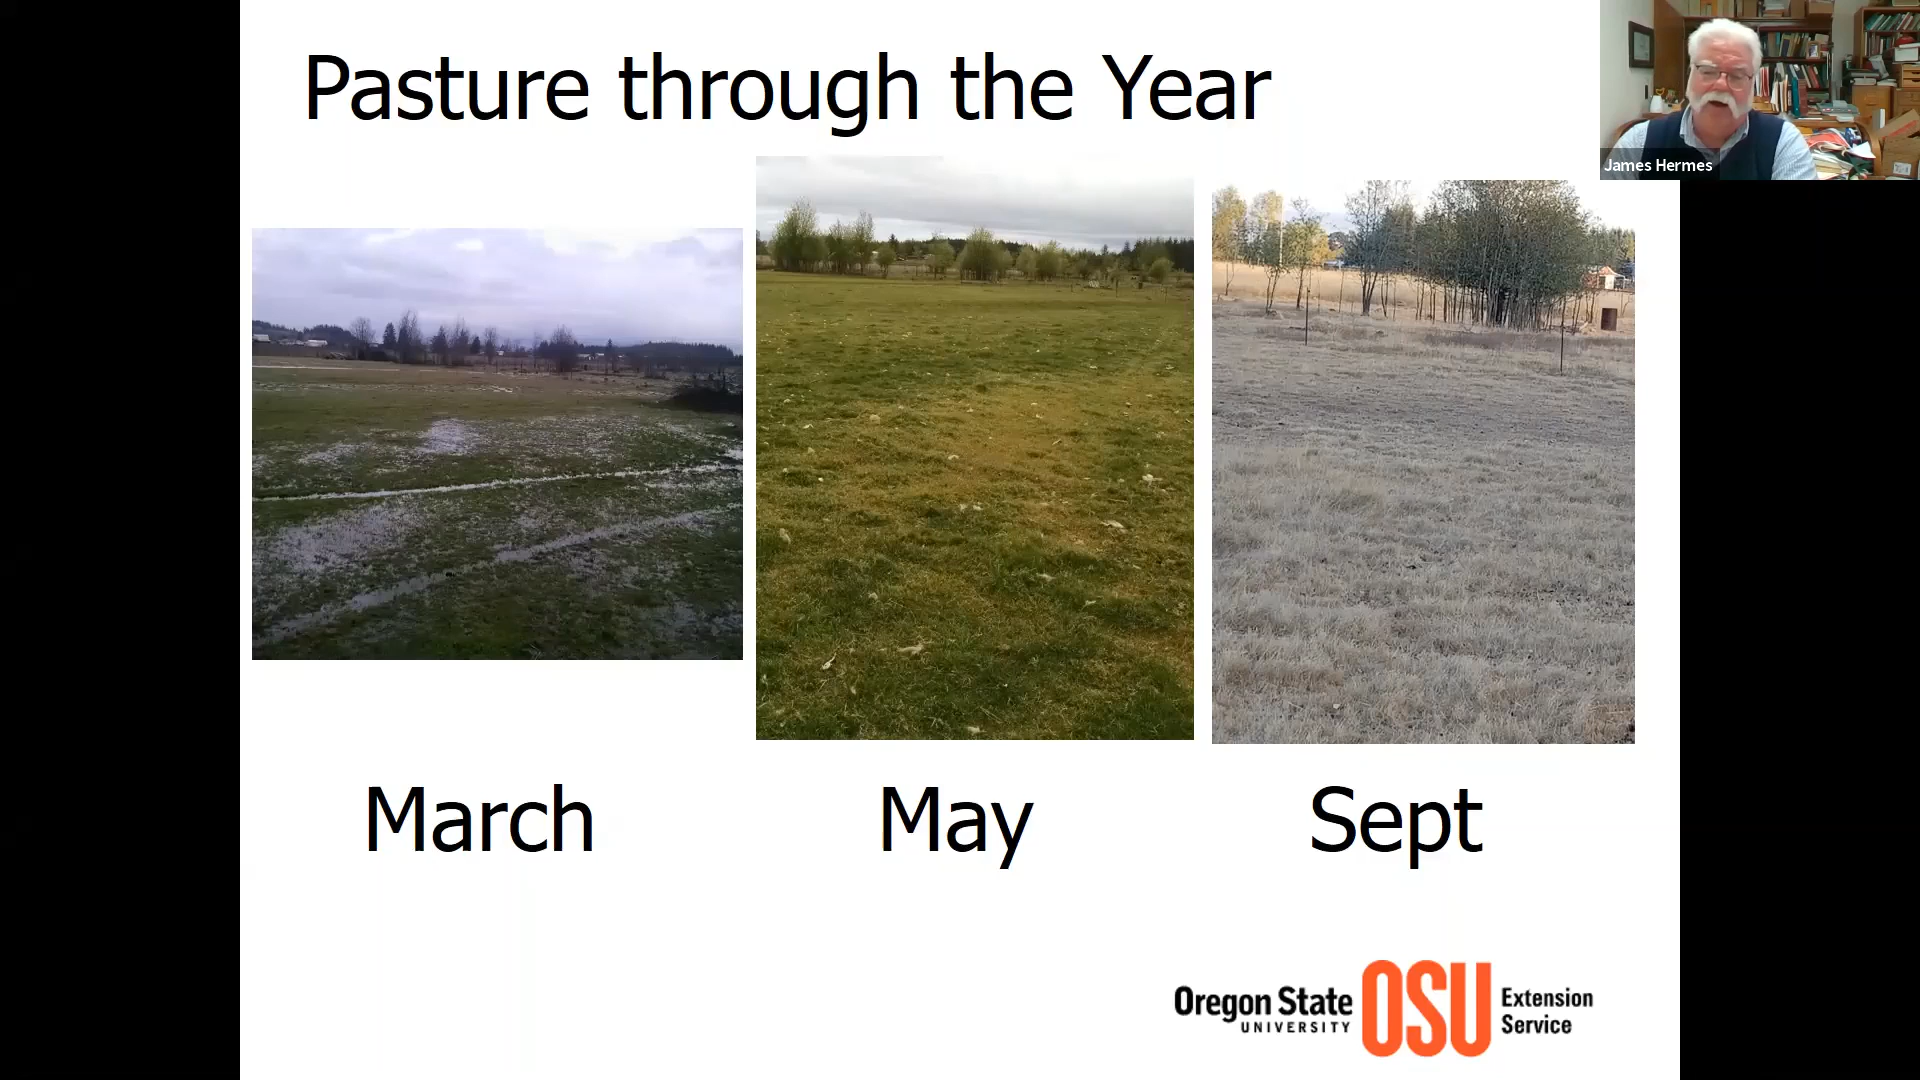 Pasture through the Year
James Hermes
March
May
Sept
Oregon State
UNIVERSITY
OSU
Extension
Service